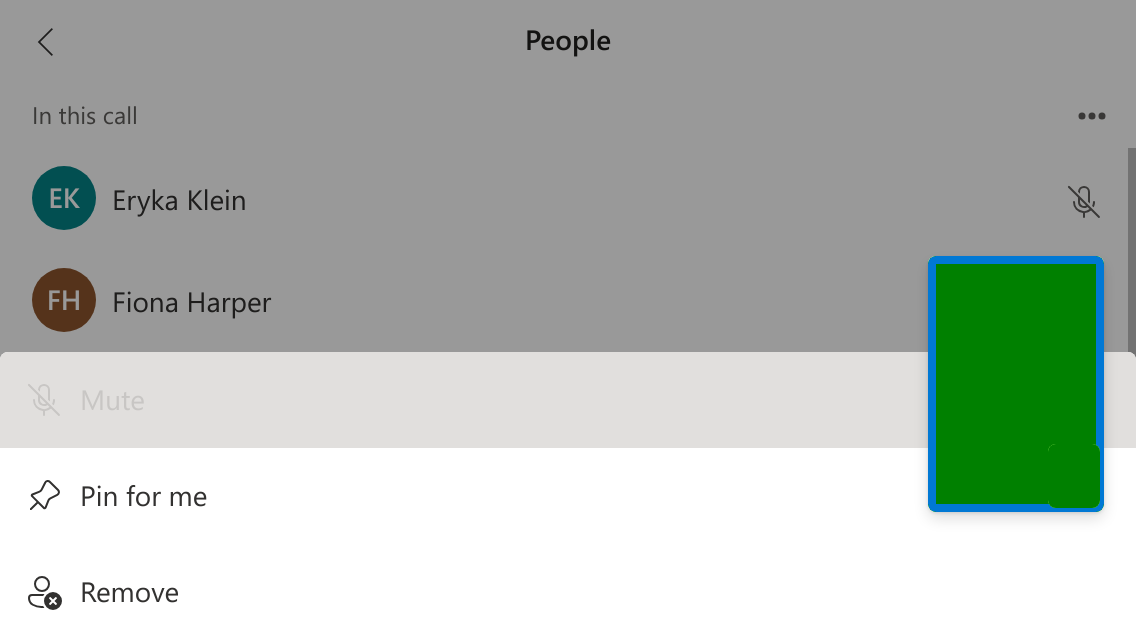 People
In this call
EK Eryka Klein
FH Fiona Harper
Mute
Pin for me
Remove